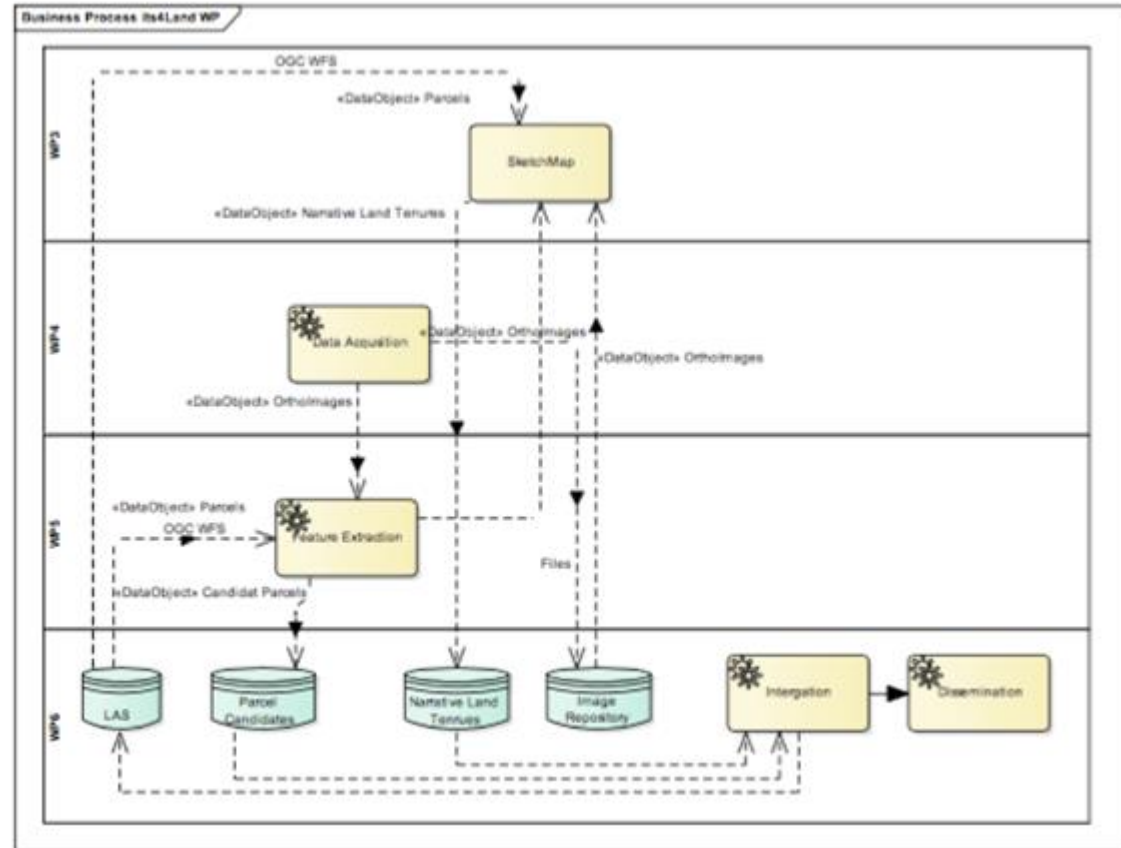 Business Process its4Land WP
OGC WFS
«DataObject» Parcels
WP3
SketchMap
«DataObject» Narrative Land Tenures
WP4
Data Acqusition
«DataObject» OrthoImages
«DataObject» OrthoImages
«DataObject» OrthoImages
WP5
«DataObject» Parcels
OGC WFS
Feature Extraction
Files
«DataObject» Candidat Parcels
WP6
LAS
Parcel
Candidates
Narrative Land
Tennues
Image
Repository
Intergation
Dissemination